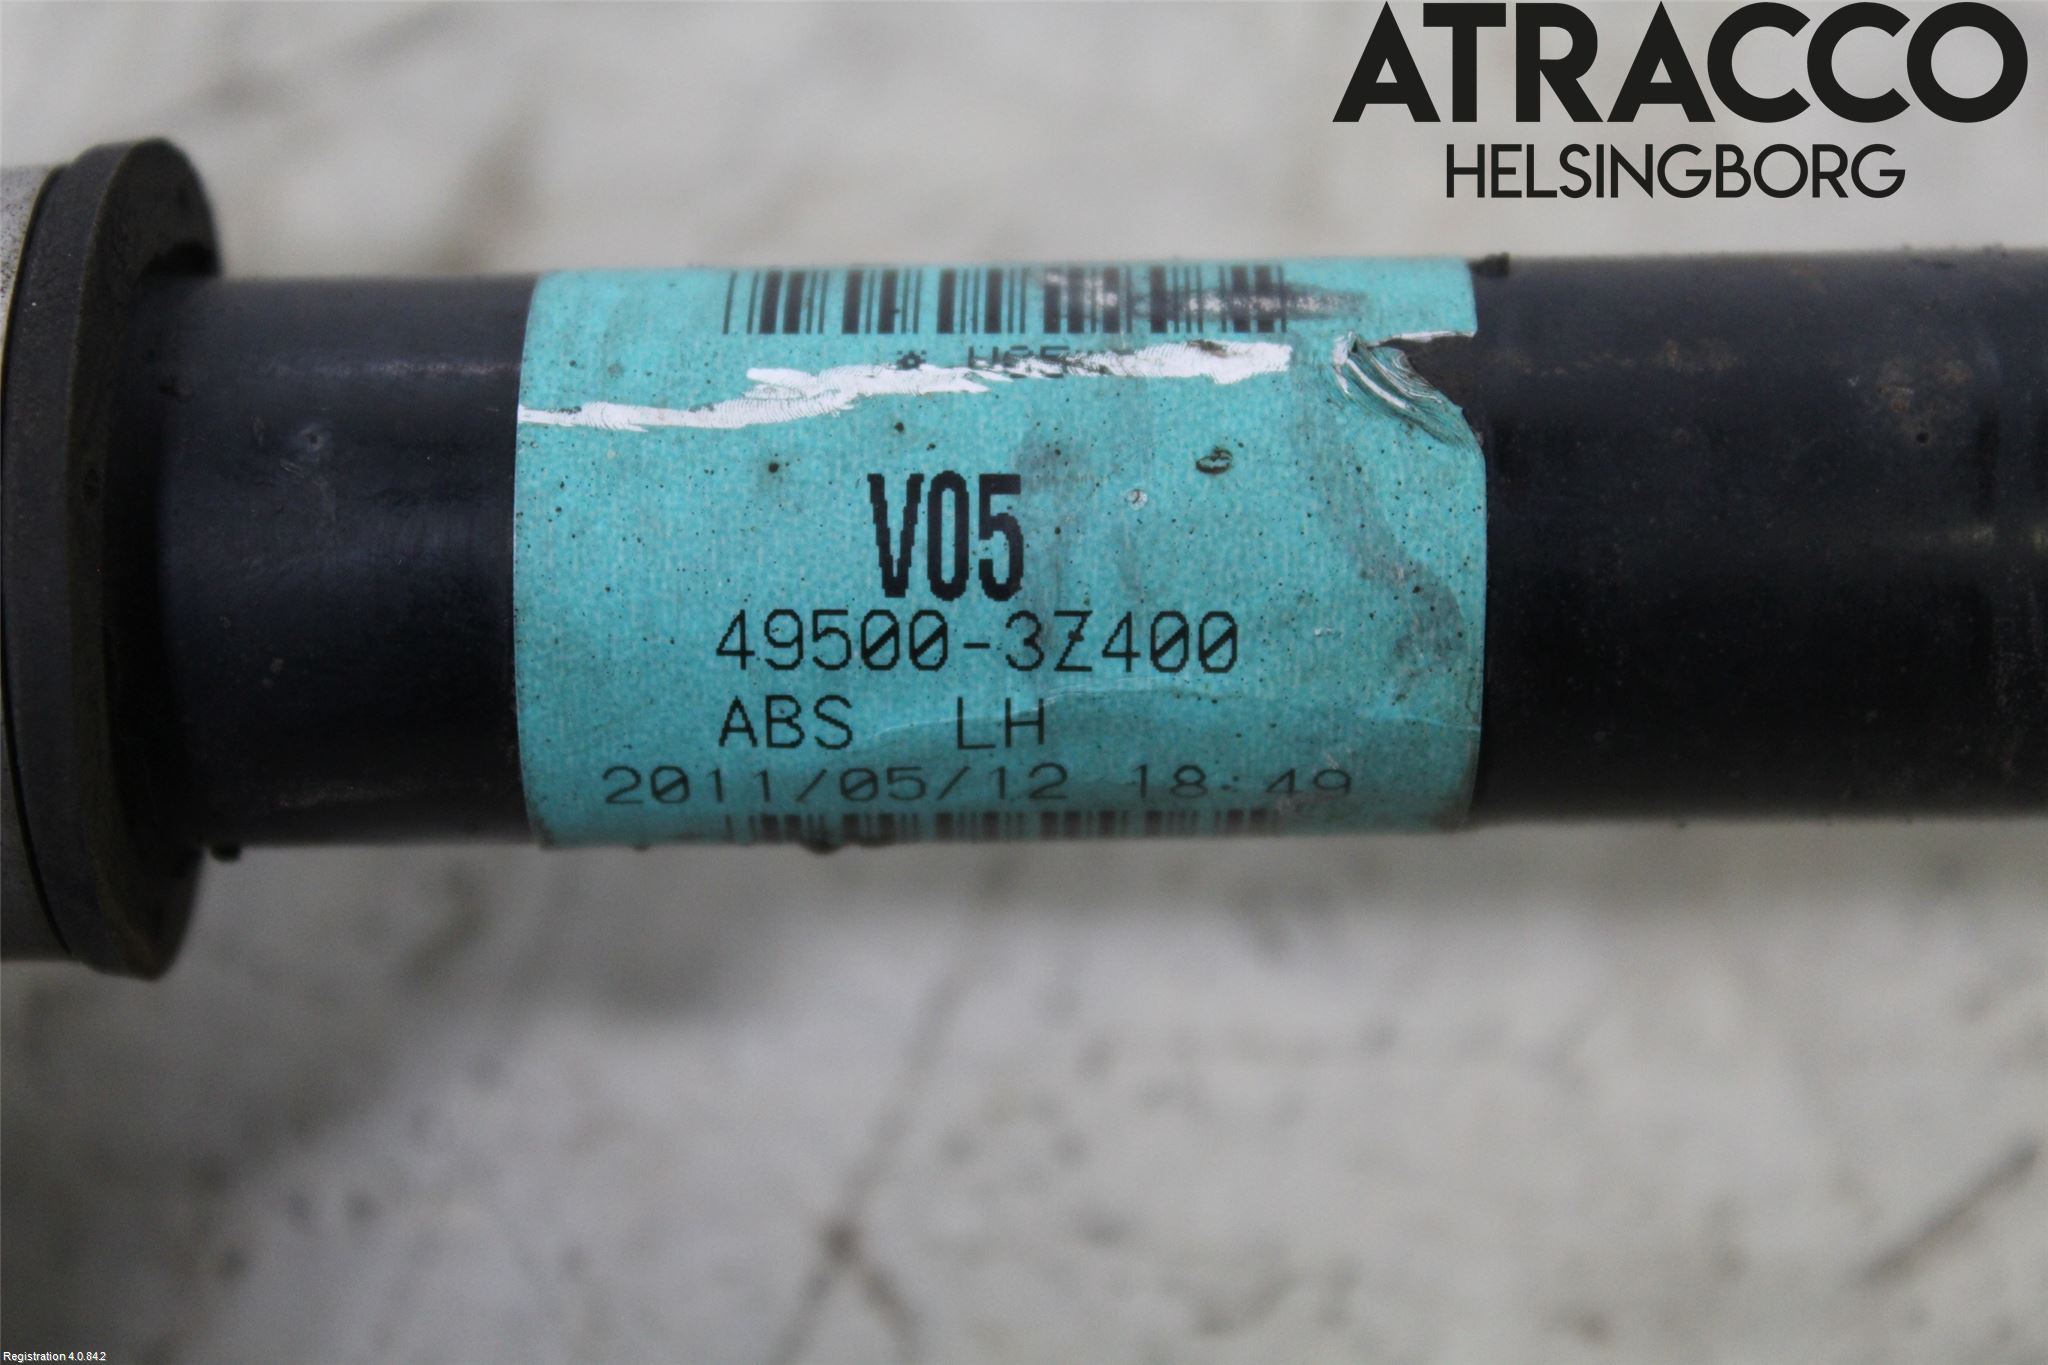 ATRACCO
HELSINGBORG
V05
49500-3Z400
ABS LH
2011/05/12 18:49
Registration 4.0.84.2